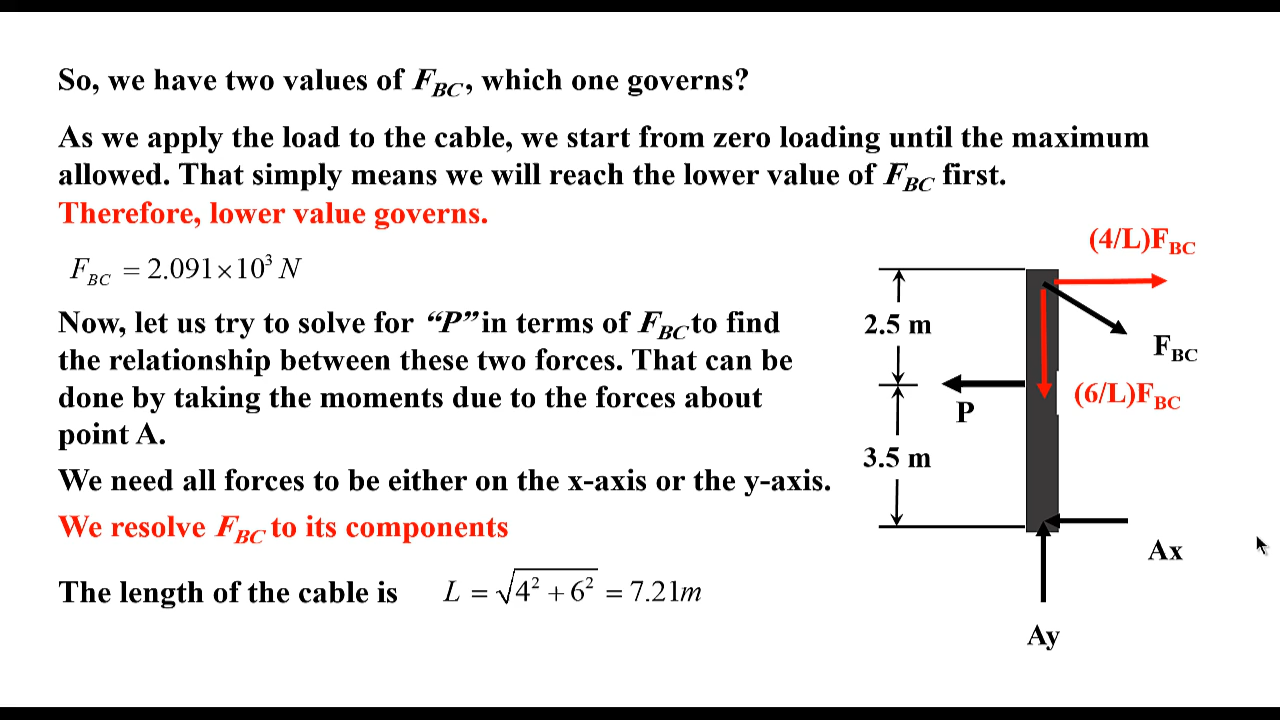 So, we have two values of F_BC, which one governs?
As we apply the load to the cable, we start from zero loading until the maximum
allowed. That simply means we will reach the lower value of F_BC first.
Therefore, lower value governs.
(4/L)F_BC
F_BC = 2.091×10³ N
Now, let us try to solve for “P”in terms of F_BC to find
the relationship between these two forces. That can be
done by taking the moments due to the forces about
point A.
2.5 m
F_BC
(6/L)F_BC
P
3.5 m
We need all forces to be either on the x-axis or the y-axis.
We resolve F_BC to its components
Ax
The length of the cable is L = √4² + 6² = 7.21m
Ay